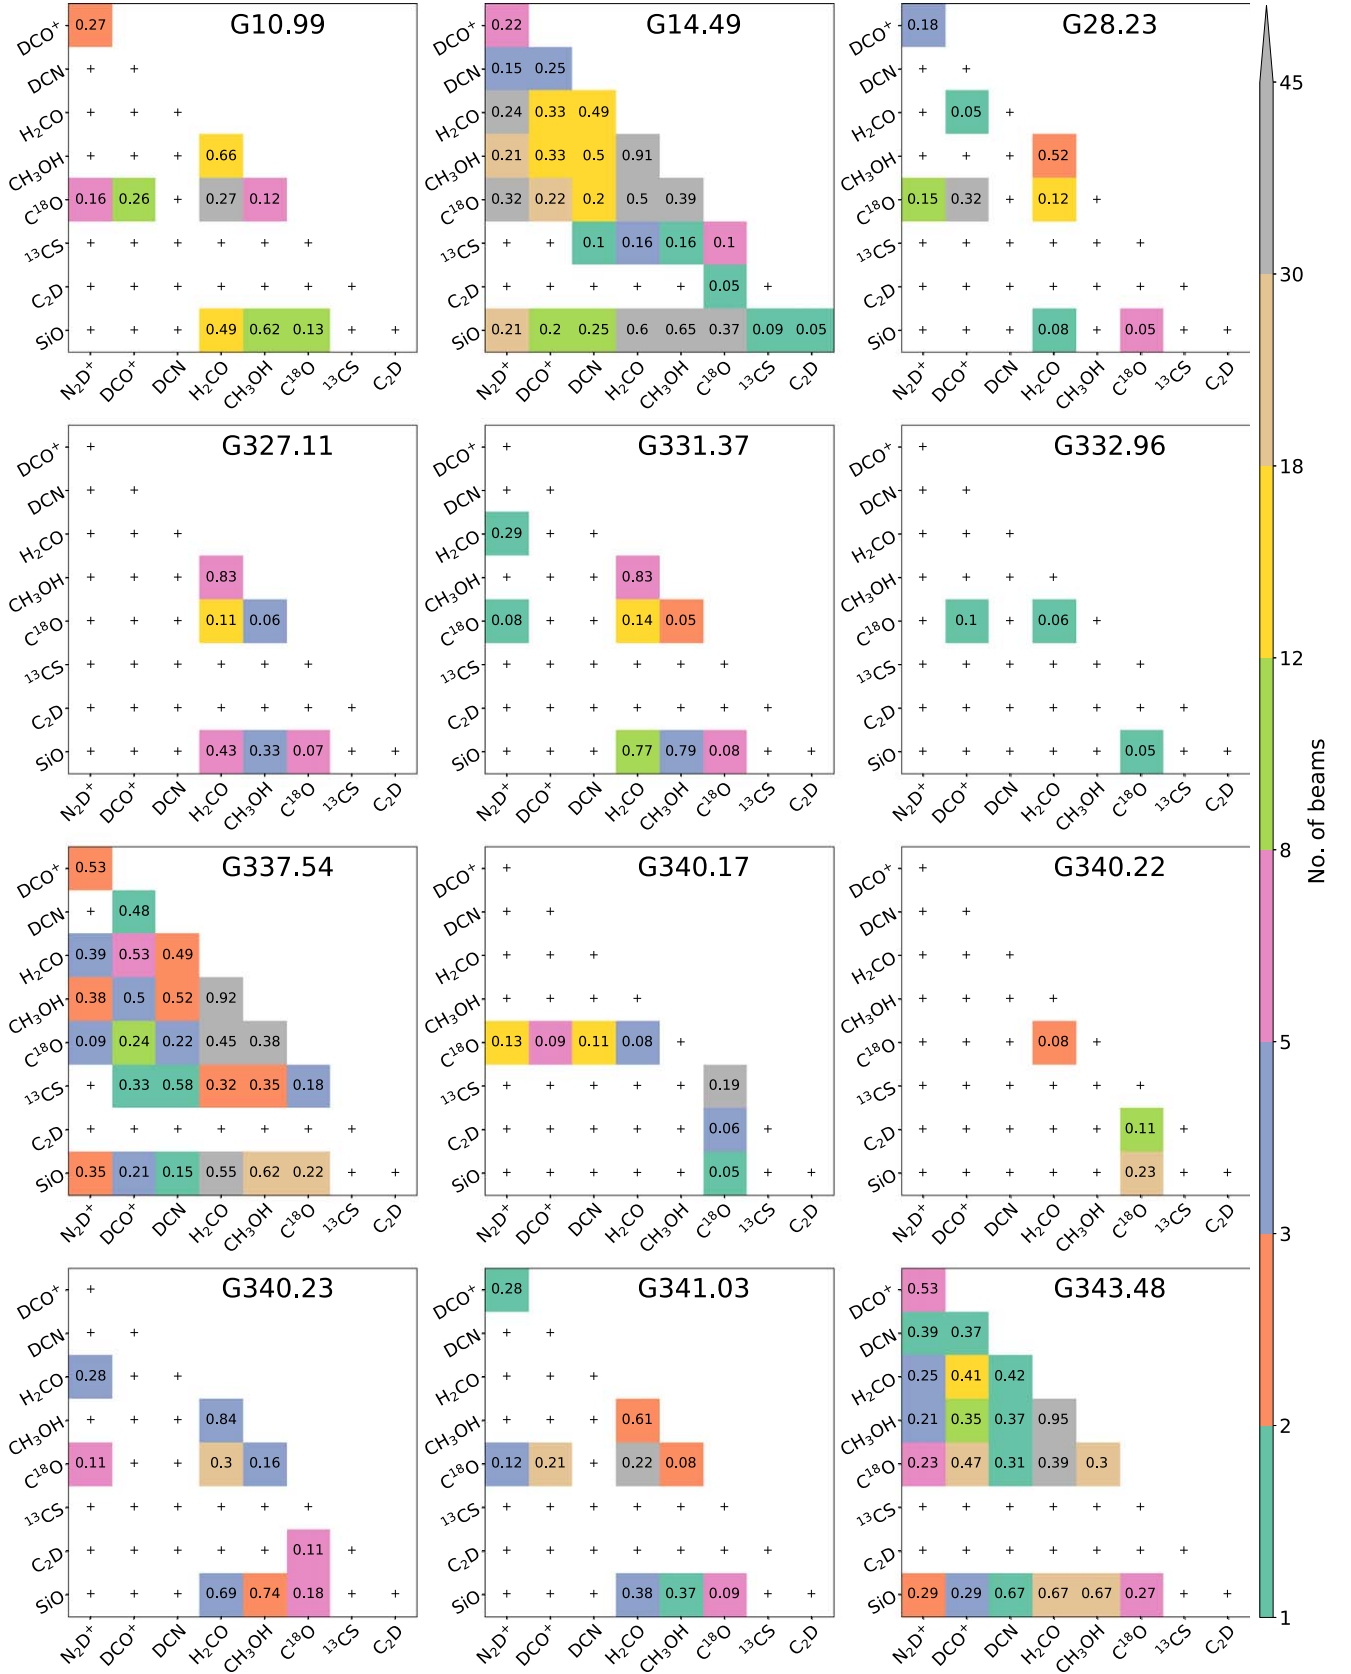 G10.99
DCO⁺ 0.27
DCN + +
H₂CO + + +
CH₃OH + + + 0.66
C¹⁸O 0.16 0.26 + 0.27 0.12
¹³CS + + + + + +
C₂D + + + + + + +
SiO + + + 0.49 0.62 0.13 + +
N₂D⁺ DCO⁺ DCN H₂CO CH₃OH C¹⁸O ¹³CS C₂D
G14.49
DCO⁺ 0.22
DCN 0.15 0.25
H₂CO 0.24 0.33 0.49
CH₃OH 0.21 0.33 0.5 0.91
C¹⁸O 0.32 0.22 0.2 0.5 0.39
¹³CS + + 0.1 0.16 0.16 0.1
C₂D + + + + + 0.05 +
SiO 0.21 0.2 0.25 0.6 0.65 0.37 0.09 0.05
N₂D⁺ DCO⁺ DCN H₂CO CH₃OH C¹⁸O ¹³CS C₂D
G28.23
DCO⁺ 0.18
DCN + +
H₂CO + 0.05 +
CH₃OH + + + 0.52
C¹⁸O 0.15 0.32 + 0.12 +
¹³CS + + + + + +
C₂D + + + + + + +
SiO + + + 0.08 + 0.05 + +
N₂D⁺ DCO⁺ DCN H₂CO CH₃OH C¹⁸O ¹³CS C₂D
G327.11
DCO⁺ +
DCN + +
H₂CO + + +
CH₃OH + + + 0.83
C¹⁸O + + + 0.11 0.06
¹³CS + + + + + +
C₂D + + + + + + +
SiO + + + 0.43 0.33 0.07 + +
N₂D⁺ DCO⁺ DCN H₂CO CH₃OH C¹⁸O ¹³CS C₂D
G331.37
DCO⁺ +
DCN + +
H₂CO 0.29 + +
CH₃OH + + + 0.83
C¹⁸O 0.08 + + 0.14 0.05
¹³CS + + + + + +
C₂D + + + + + + +
SiO + + + 0.77 0.79 0.08 + +
N₂D⁺ DCO⁺ DCN H₂CO CH₃OH C¹⁸O ¹³CS C₂D
G332.96
DCO⁺ +
DCN + +
H₂CO + + +
CH₃OH + + + +
C¹⁸O + 0.1 + 0.06 +
¹³CS + + + + + +
C₂D + + + + + + +
SiO + + + + + 0.05 + +
N₂D⁺ DCO⁺ DCN H₂CO CH₃OH C¹⁸O ¹³CS C₂D
G337.54
DCO⁺ 0.53
DCN + 0.48
H₂CO 0.39 0.53 0.49
CH₃OH 0.38 0.5 0.52 0.92
C¹⁸O 0.09 0.24 0.22 0.45 0.38
¹³CS + 0.33 0.58 0.32 0.35 0.18
C₂D + + + + + + +
SiO 0.35 0.21 0.15 0.55 0.62 0.22 + +
N₂D⁺ DCO⁺ DCN H₂CO CH₃OH C¹⁸O ¹³CS C₂D
G340.17
DCO⁺ +
DCN + +
H₂CO + + +
CH₃OH + + + +
C¹⁸O 0.13 0.09 0.11 0.08 +
¹³CS + + + + + 0.19
C₂D + + + + + 0.06 +
SiO + + + + + 0.05 + +
N₂D⁺ DCO⁺ DCN H₂CO CH₃OH C¹⁸O ¹³CS C₂D
G340.22
DCO⁺ +
DCN + +
H₂CO + + +
CH₃OH + + + +
C¹⁸O + + + 0.08 +
¹³CS + + + + + +
C₂D + + + + + 0.11 +
SiO + + + + + 0.23 + +
N₂D⁺ DCO⁺ DCN H₂CO CH₃OH C¹⁸O ¹³CS C₂D
G340.23
DCO⁺ +
DCN + +
H₂CO 0.28 + +
CH₃OH + + + 0.84
C¹⁸O 0.11 + + 0.3 0.16
¹³CS + + + + + +
C₂D + + + + + 0.11 +
SiO + + + 0.69 0.74 0.18 + +
N₂D⁺ DCO⁺ DCN H₂CO CH₃OH C¹⁸O ¹³CS C₂D
G341.03
DCO⁺ 0.28
DCN + +
H₂CO + + +
CH₃OH + + + 0.61
C¹⁸O 0.12 0.21 + 0.22 0.08
¹³CS + + + + + +
C₂D + + + + + + +
SiO + + + 0.38 0.37 0.09 + +
N₂D⁺ DCO⁺ DCN H₂CO CH₃OH C¹⁸O ¹³CS C₂D
G343.48
DCO⁺ 0.53
DCN 0.39 0.37
H₂CO 0.25 0.41 0.42
CH₃OH 0.21 0.35 0.37 0.95
C¹⁸O 0.23 0.47 0.31 0.39 0.3
¹³CS + + + + + +
C₂D + + + + + + +
SiO 0.29 0.29 0.67 0.67 0.67 0.27 + +
N₂D⁺ DCO⁺ DCN H₂CO CH₃OH C¹⁸O ¹³CS C₂D
45
30
18
12
8
5
3
2
1
No. of beams